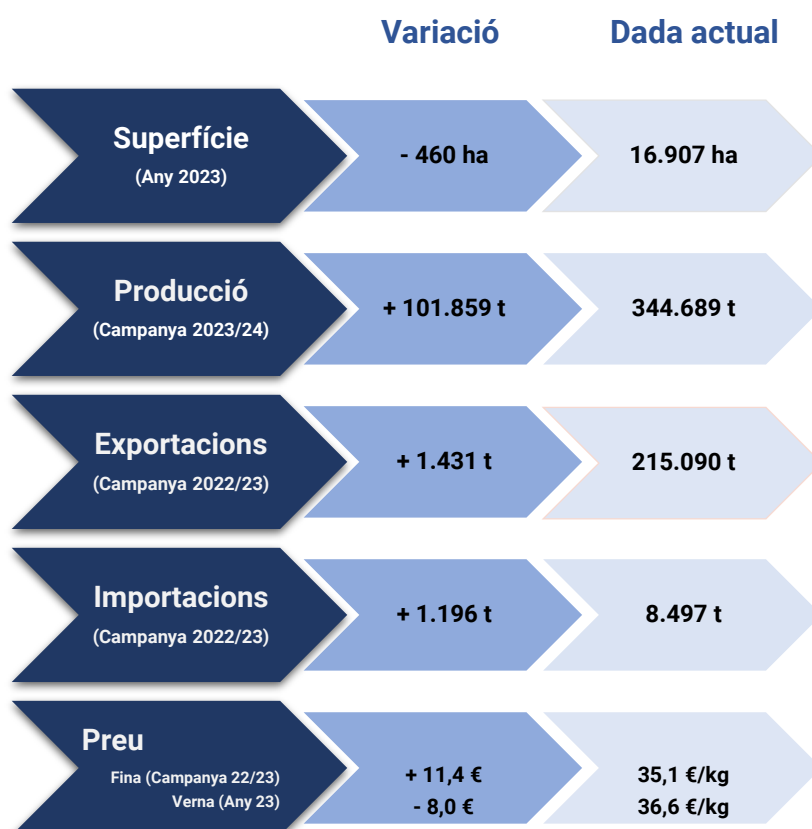 Variació Dada actual
Superfície - 460 ha 16.907 ha
(Any 2023)
Producció + 101.859 t 344.689 t
(Campanya 2023/24)
Exportacions + 1.431 t 215.090 t
(Campanya 2022/23)
Importacions + 1.196 t 8.497 t
(Campanya 2022/23)
Preu
Fina (Campanya 22/23) + 11,4 € 35,1 €/kg
Verna (Any 23) - 8,0 € 36,6 €/kg